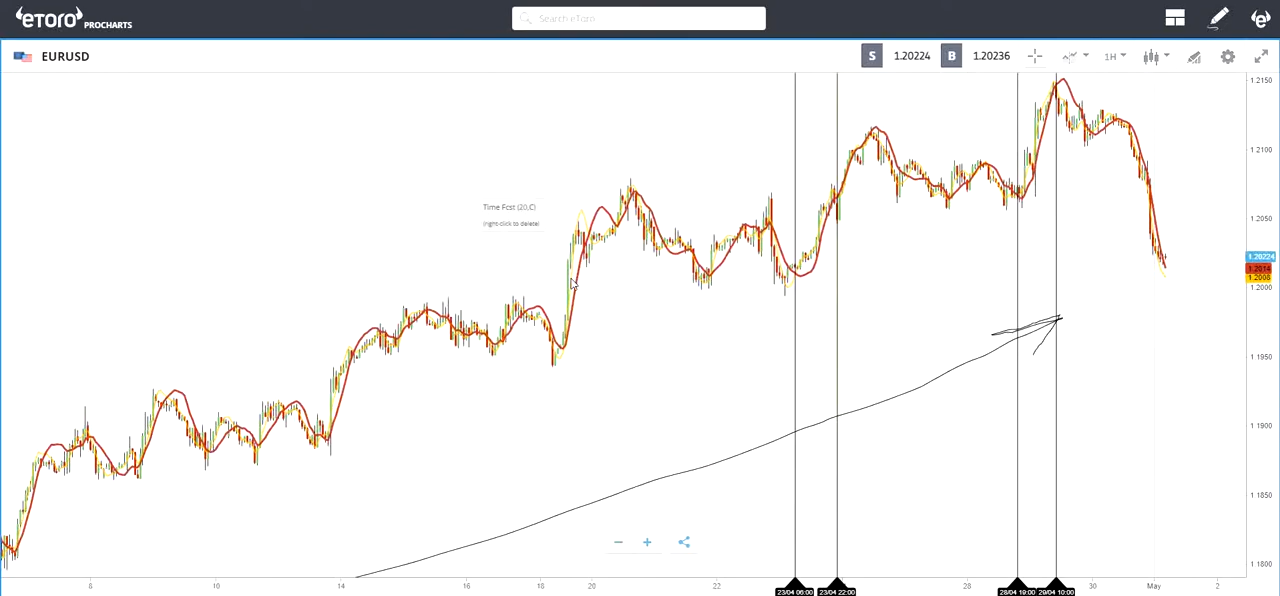 eToro PROCHARTS
Search eToro
EURUSD
S 1.20224 B 1.20236 1H
Time Fcst (20,C)
(right-click to delete)
1.2150
1.2100
1.2050
1.20224
1.2014
1.2008
1.2000
1.1950
1.1900
1.1850
1.1800
8 10 14 16 18 20 22 28 30 May 2
23/04 06:00 23/04 22:00 28/04 19:00 29/04 10:00